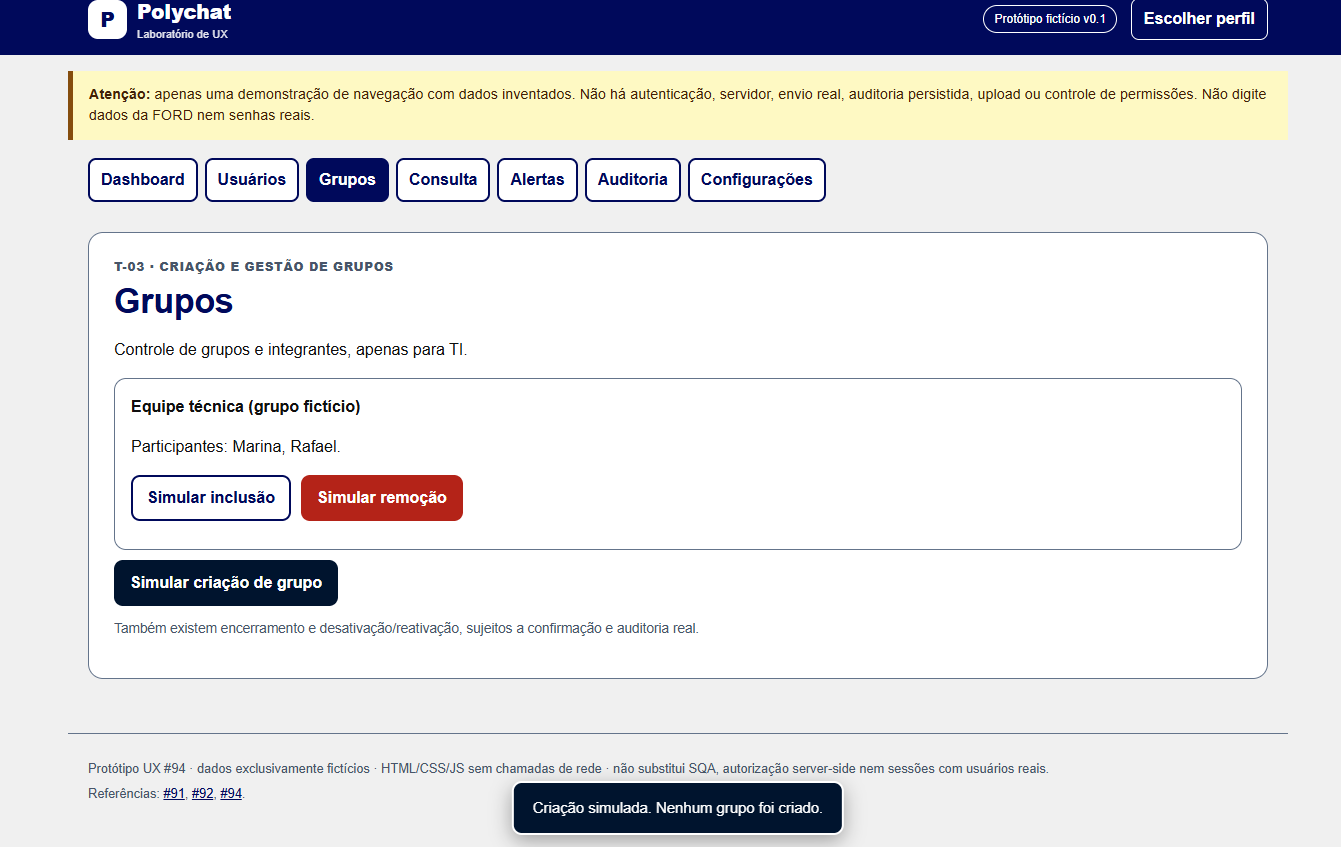 P
Polychat
Laboratório de UX
Protótipo fictício v0.1
Escolher perfil
Atenção: apenas uma demonstração de navegação com dados inventados. Não há autenticação, servidor, envio real, auditoria persistida, upload ou controle de permissões. Não digite
dados da FORD nem senhas reais.
Dashboard
Usuários
Grupos
Consulta
Alertas
Auditoria
Configurações
T-03 · CRIAÇÃO E GESTÃO DE GRUPOS
Grupos
Controle de grupos e integrantes, apenas para TI.
Equipe técnica (grupo fictício)
Participantes: Marina, Rafael.
Simular inclusão
Simular remoção
Simular criação de grupo
Também existem encerramento e desativação/reativação, sujeitos a confirmação e auditoria real.
Protótipo UX #94 · dados exclusivamente fictícios · HTML/CSS/JS sem chamadas de rede · não substitui SQA, autorização server-side nem sessões com usuários reais.
Referências: #91, #92, #94.
Criação simulada. Nenhum grupo foi criado.